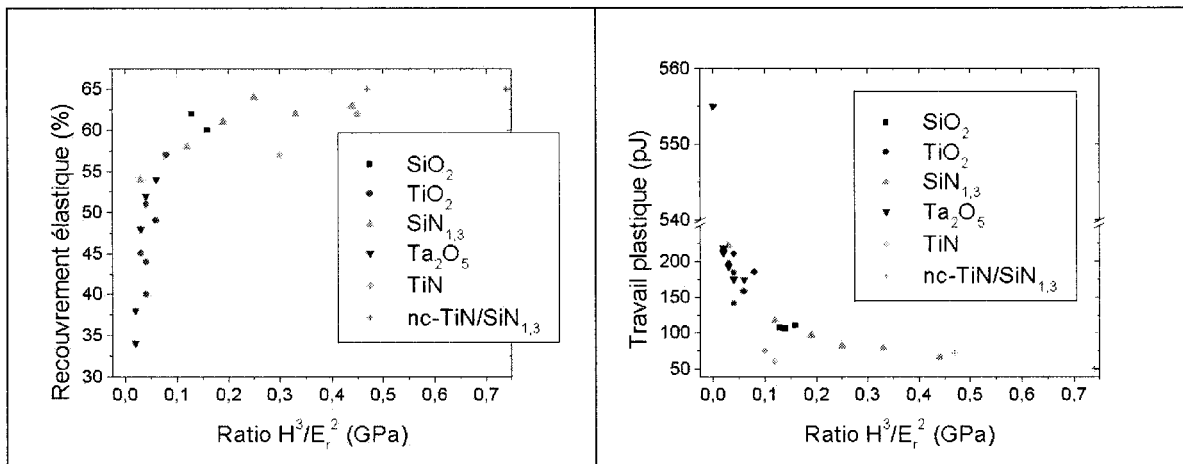 Recouvrement élastique (%)
65
60
55
50
45
40
35
30
0,0 0,1 0,2 0,3 0,4 0,5 0,6 0,7
Ratio H³/Eᵣ² (GPa)
SiO₂
TiO₂
SiN₁,₃
Ta₂O₅
TiN
nc-TiN/SiN₁,₃
Travail plastique (pJ)
560
555
550
540
200
150
100
50
0,0 0,1 0,2 0,3 0,4 0,5 0,6 0,7
Ratio H³/Eᵣ² (GPa)
SiO₂
TiO₂
SiN₁,₃
Ta₂O₅
TiN
nc-TiN/SiN₁,₃